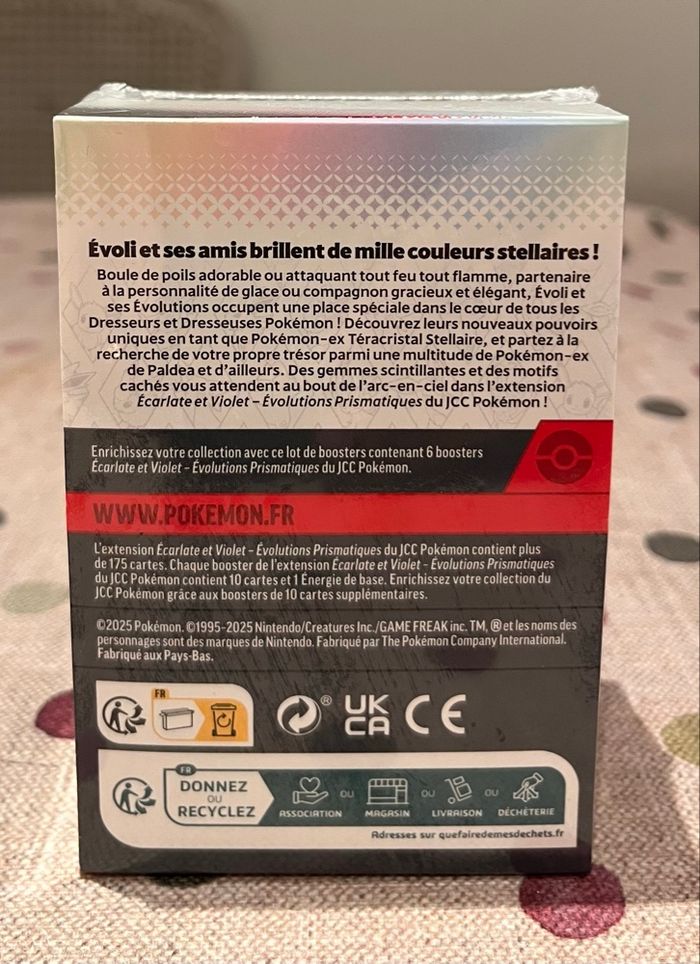 Évoli et ses amis brillent de mille couleurs stellaires !
Boule de poils adorable ou attaquant tout feu tout flamme, partenaire
à la personnalité de glace ou compagnon gracieux et élégant, Évoli et
ses Évolutions occupent une place spéciale dans le cœur de tous les
Dresseurs et Dresseuses Pokémon ! Découvrez leurs nouveaux pouvoirs
uniques en tant que Pokémon-ex Téracristal Stellaire, et partez à la
recherche de votre propre trésor parmi une multitude de Pokémon-ex
de Paldea et d'ailleurs. Des gemmes scintillantes et des motifs
cachés vous attendent au bout de l'arc-en-ciel dans l'extension
Écarlate et Violet – Évolutions Prismatiques du JCC Pokémon !
Enrichissez votre collection avec ce lot de boosters contenant 6 boosters
Écarlate et Violet – Évolutions Prismatiques du JCC Pokémon.
WWW.POKEMON.FR
L'extension Écarlate et Violet – Évolutions Prismatiques du JCC Pokémon contient plus
de 175 cartes. Chaque booster de l'extension Écarlate et Violet – Évolutions Prismatiques
du JCC Pokémon contient 10 cartes et 1 Énergie de base. Enrichissez votre collection du
JCC Pokémon grâce aux boosters de 10 cartes supplémentaires.
©2025 Pokémon. ©1995-2025 Nintendo/Creatures Inc./GAME FREAK inc. TM, ® et les noms des
personnages sont des marques de Nintendo. Fabriqué par The Pokémon Company International.
Fabriqué aux Pays-Bas.
FR
®
UK
CA
CE
FR
DONNEZ
OU
RECYCLEZ
ASSOCIATION OU MAGASIN OU LIVRAISON OU DÉCHÈTERIE
Adresses sur quefairedemesdechets.fr